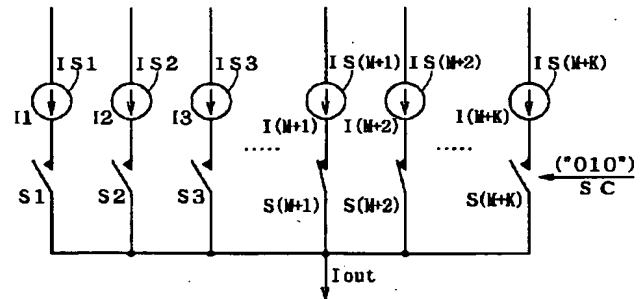 IS1 IS2 IS3 IS(M+1) IS(M+2) IS(M+K)
I1 I2 I3 I(M+1) I(M+2) I(M+K)
..... .....
S1 S2 S3 S(M+1) S(M+2) S(M+K)
("010")
SC
Iout